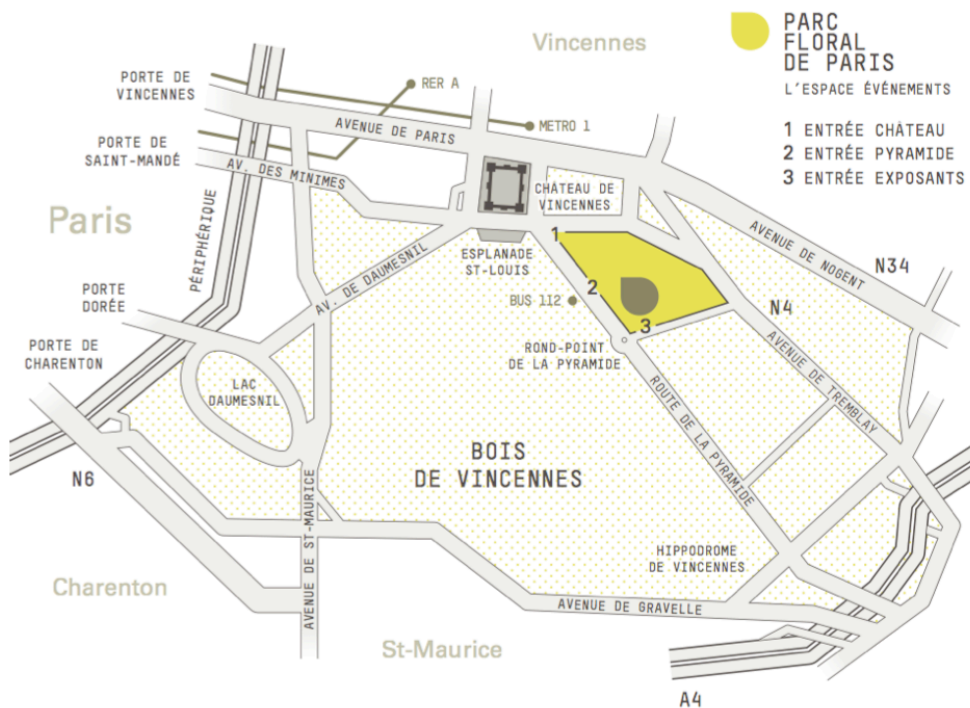 Vincennes
PARC
FLORAL
DE PARIS
L'ESPACE ÉVÉNEMENTS
1 ENTRÉE CHÂTEAU
2 ENTRÉE PYRAMIDE
3 ENTRÉE EXPOSANTS
PORTE DE
VINCENNES
RER A
METRO 1
AVENUE DE PARIS
PORTE DE
SAINT-MANDÉ
AV. DES MINIMES
CHÂTEAU DE
VINCENNES
Paris
PÉRIPHÉRIQUE
ESPLANADE
ST-LOUIS
1
2
3
AVENUE DE NOGENT
N34
AV. DE DAUMESNIL
BUS 112
N4
PORTE
DORÉE
PORTE DE
CHARENTON
ROND-POINT
DE LA PYRAMIDE
LAC
DAUMESNIL
AVENUE DE TREMBLAY
ROUTE DE LA PYRAMIDE
BOIS
DE VINCENNES
N6
AVENUE DE ST-MAURICE
HIPPODROME
DE VINCENNES
Charenton
AVENUE DE GRAVELLE
St-Maurice
A4